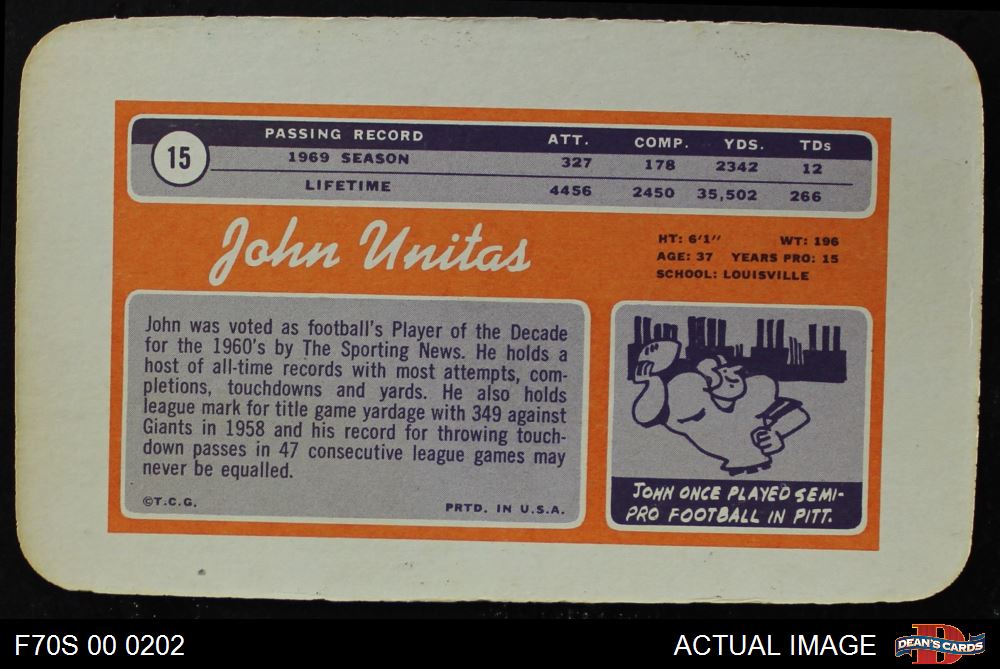 15
PASSING RECORD ATT. COMP. YDS. TDs
1969 SEASON 327 178 2342 12
LIFETIME 4456 2450 35,502 266
John Unitas
HT: 6'1" WT: 196
AGE: 37 YEARS PRO: 15
SCHOOL: LOUISVILLE
John was voted as football's Player of the Decade
for the 1960's by The Sporting News. He holds a
host of all-time records with most attempts, com-
pletions, touchdowns and yards. He also holds
league mark for title game yardage with 349 against
Giants in 1958 and his record for throwing touch-
down passes in 47 consecutive league games may
never be equalled.
©T.C.G. PRTD. IN U.S.A.
JOHN ONCE PLAYED SEMI-
PRO FOOTBALL IN PITT.
F70S 00 0202
ACTUAL IMAGE
D
DEAN'S CARDS